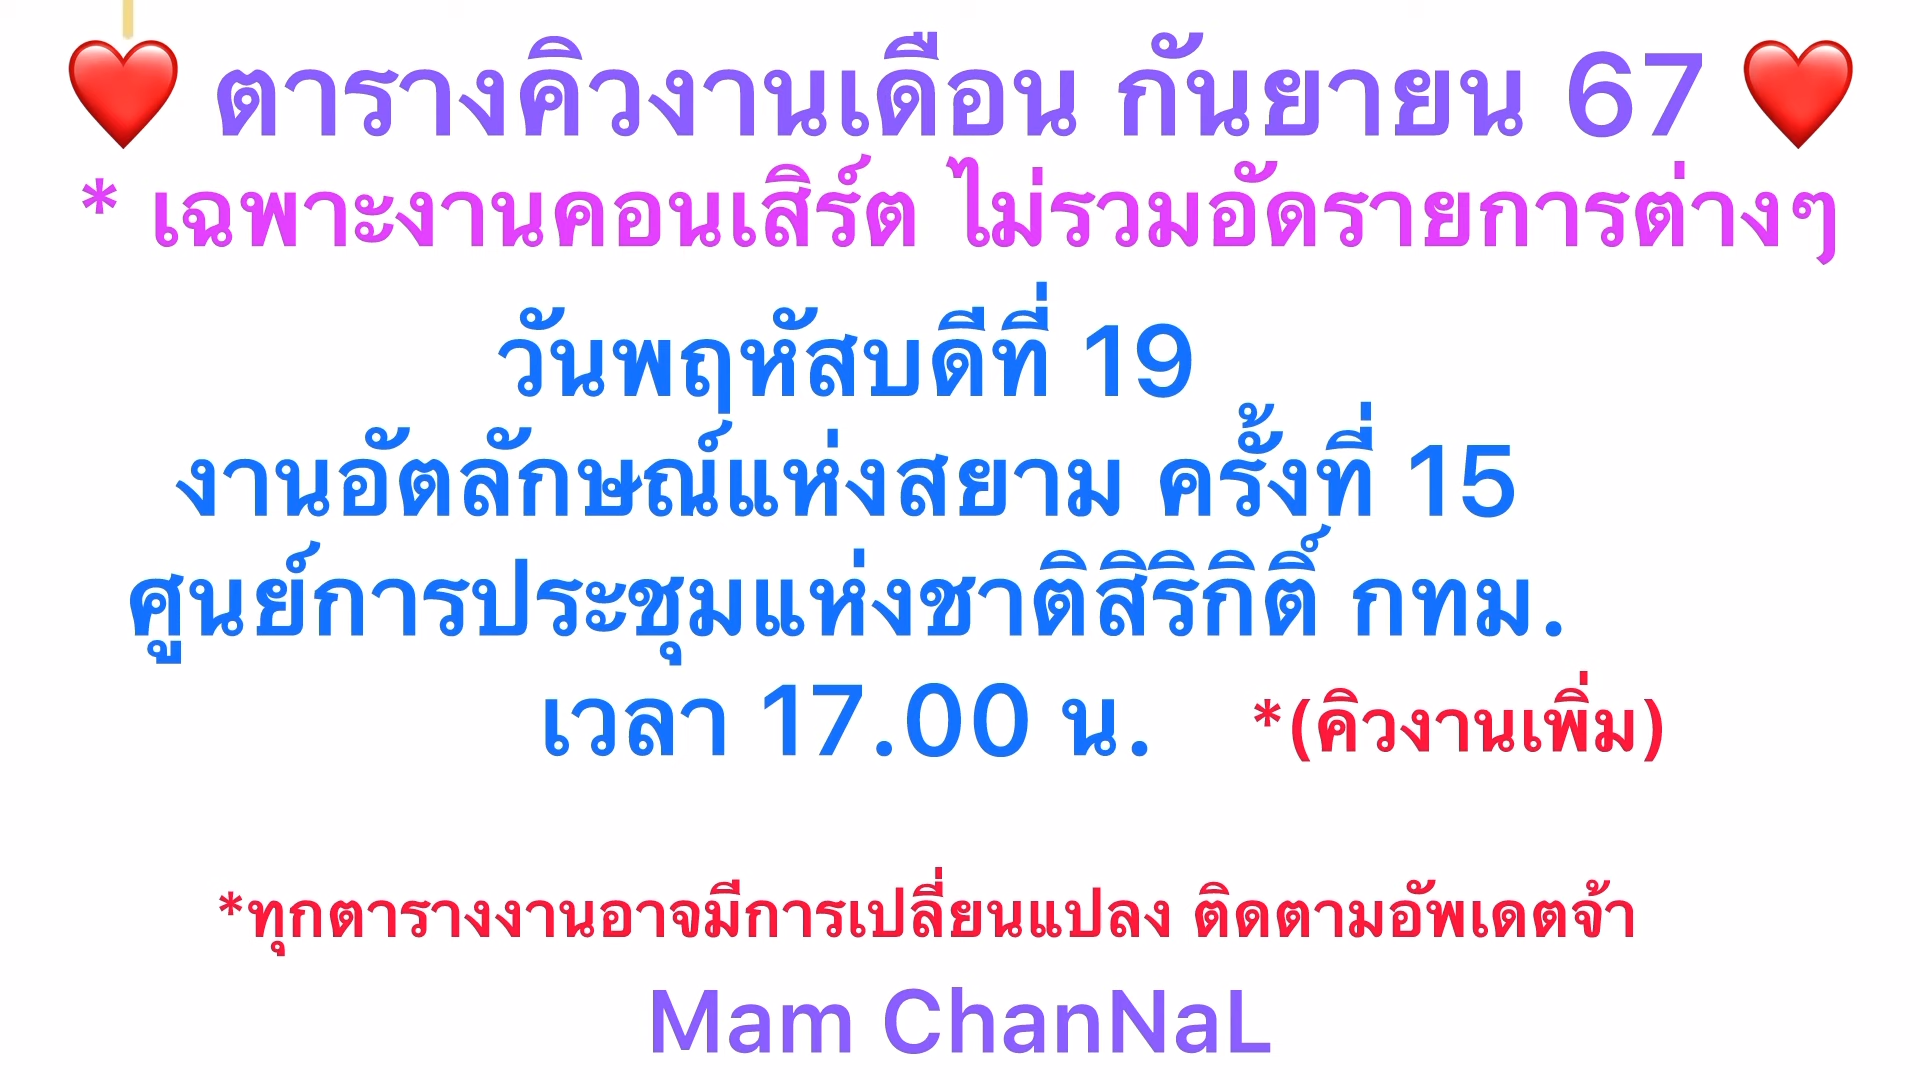 ❤️ ตารางคิวงานเดือน กันยายน 67 ❤️
* เฉพาะงานคอนเสิร์ต ไม่รวมอัดรายการต่างๆ
วันพฤหัสบดีที่ 19
งานอัตลักษณ์แห่งสยาม ครั้งที่ 15
ศูนย์การประชุมแห่งชาติสิริกิติ์ กทม.
เวลา 17.00 น. *(คิวงานเพิ่ม)
*ทุกตารางงานอาจมีการเปลี่ยนแปลง ติดตามอัพเดตจ้า
Mam ChanNaL